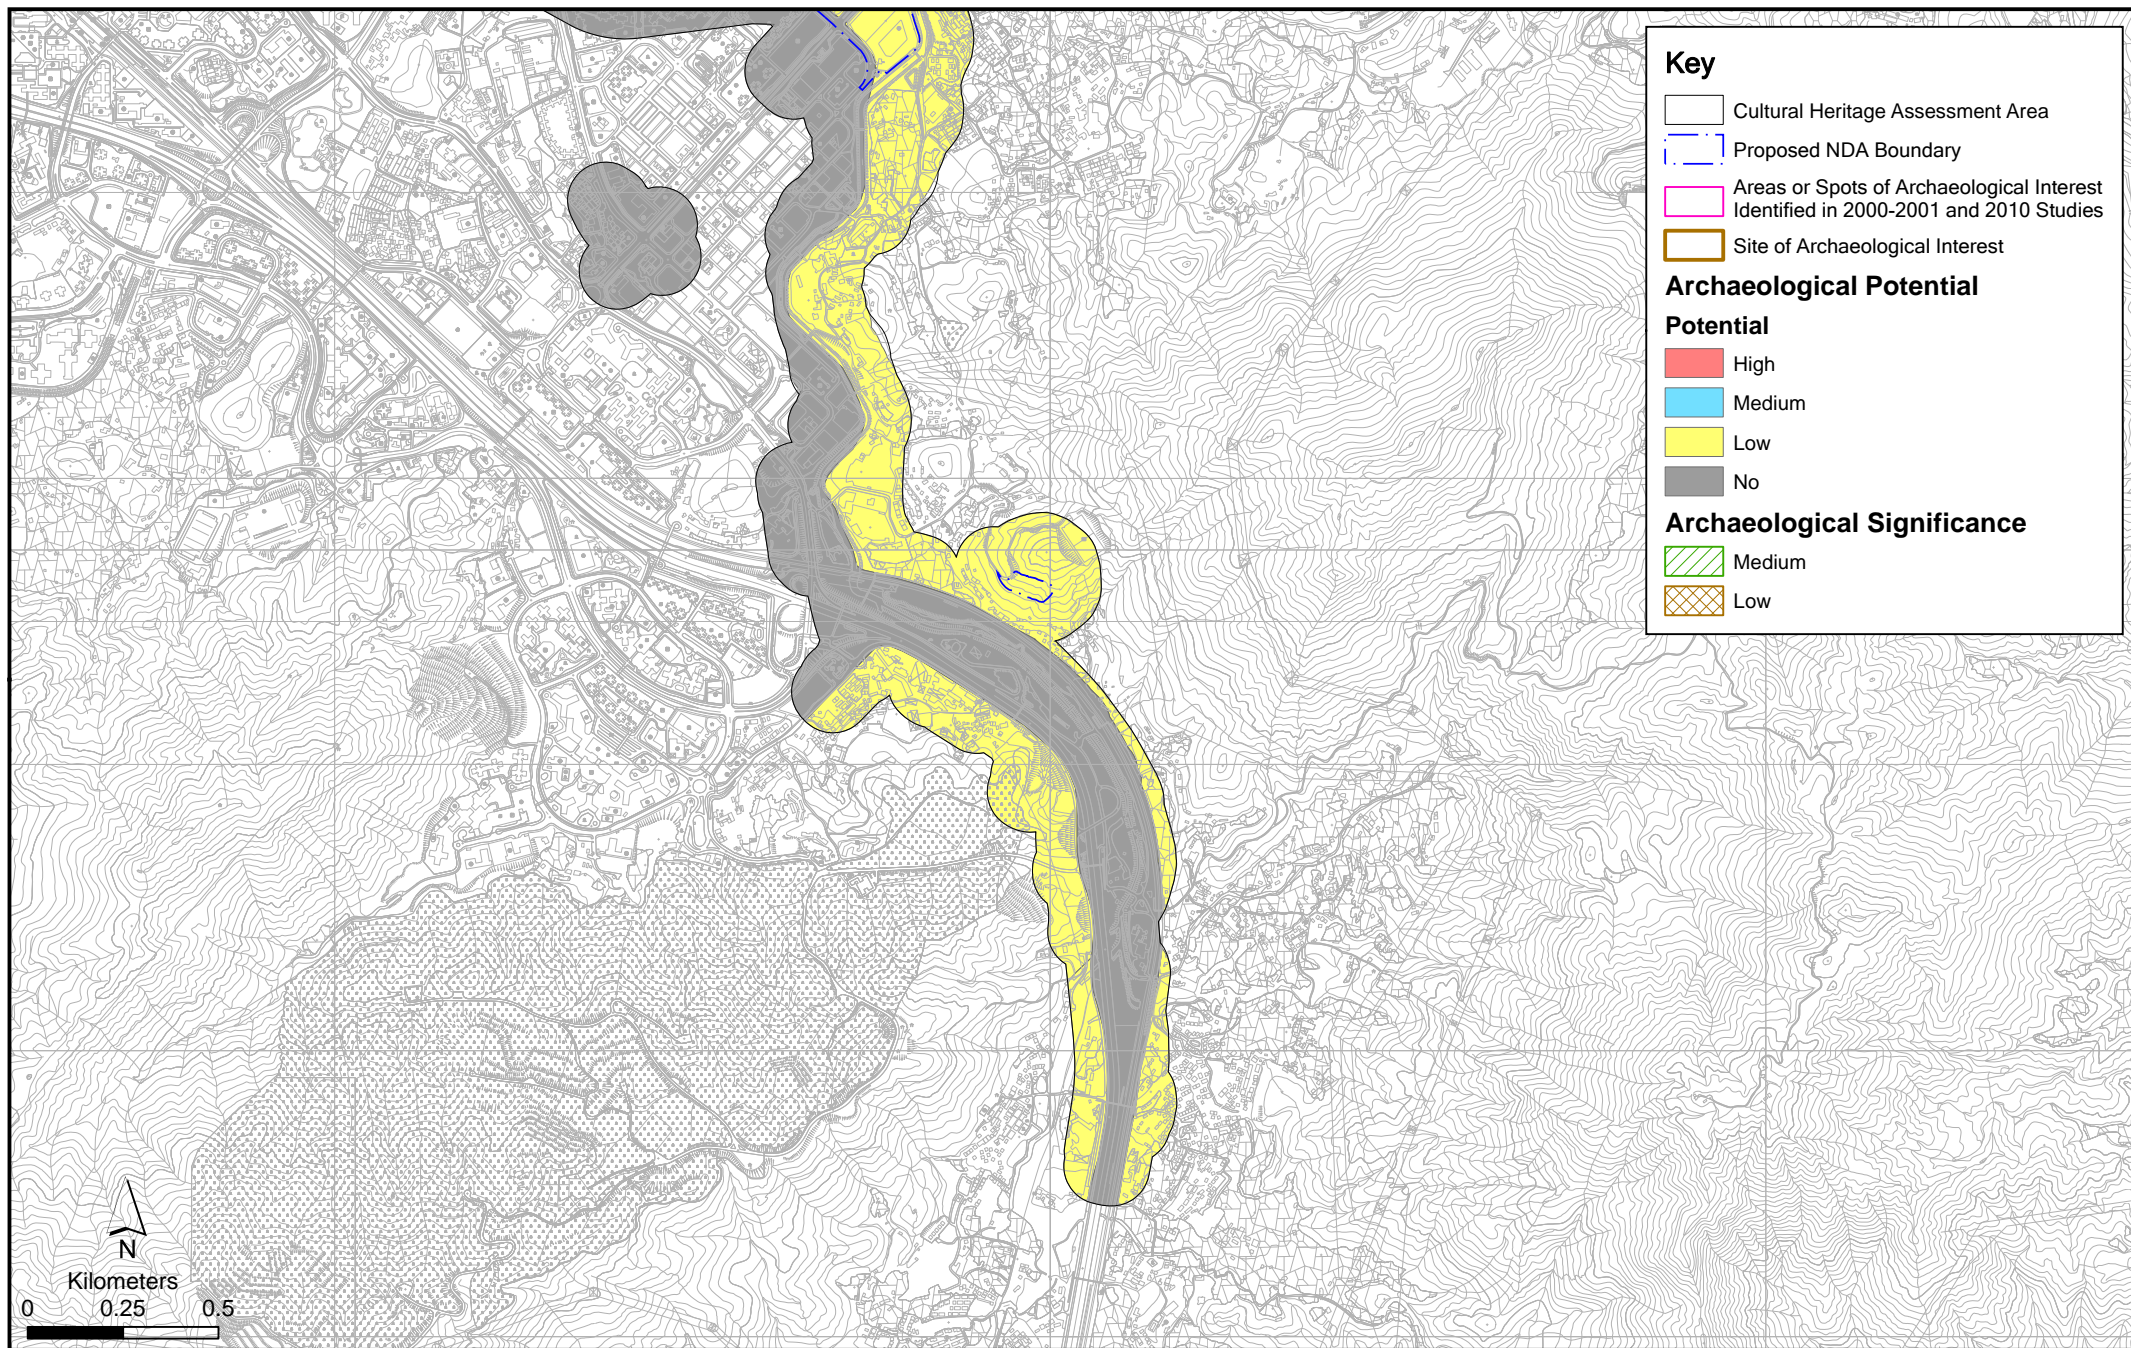 Key
Cultural Heritage Assessment Area
Proposed NDA Boundary
Areas or Spots of Archaeological Interest
Identified in 2000-2001 and 2010 Studies
Site of Archaeological Interest
Archaeological Potential
Potential
High
Medium
Low
No
Archaeological Significance
Medium
Low
N
Kilometers
0 0.25 0.5